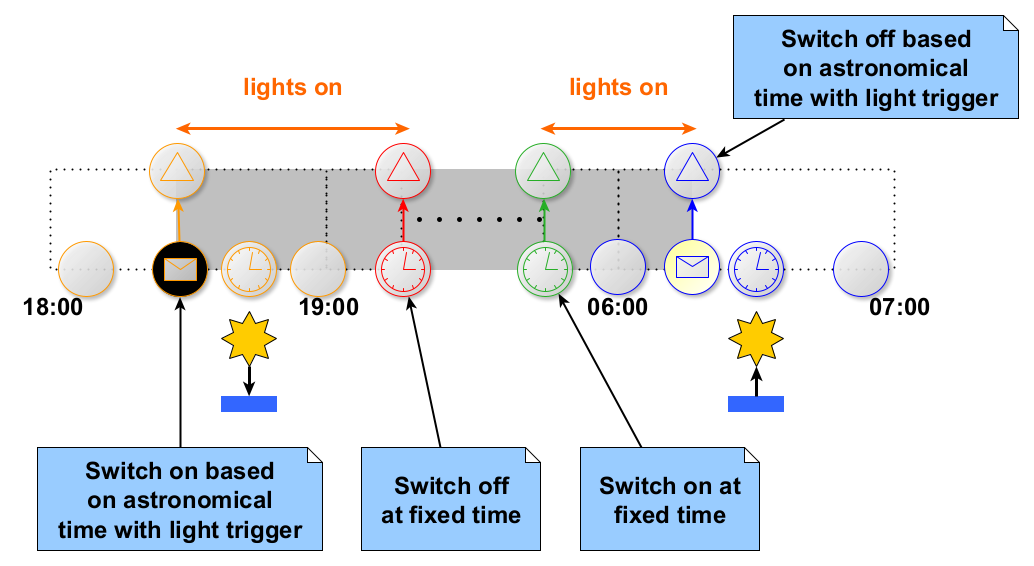 Switch off based
on astronomical
time with light trigger
lights on
lights on
18:00
19:00
06:00
07:00
Switch on based
on astronomical
time with light trigger
Switch off
at fixed time
Switch on at
fixed time